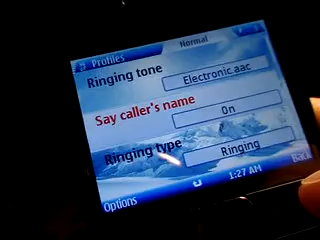 Profiles
Normal
Ringing tone
Electronic.aac
Say caller's name
On
Ringing type
Ringing
1:27 AM
Options
Back